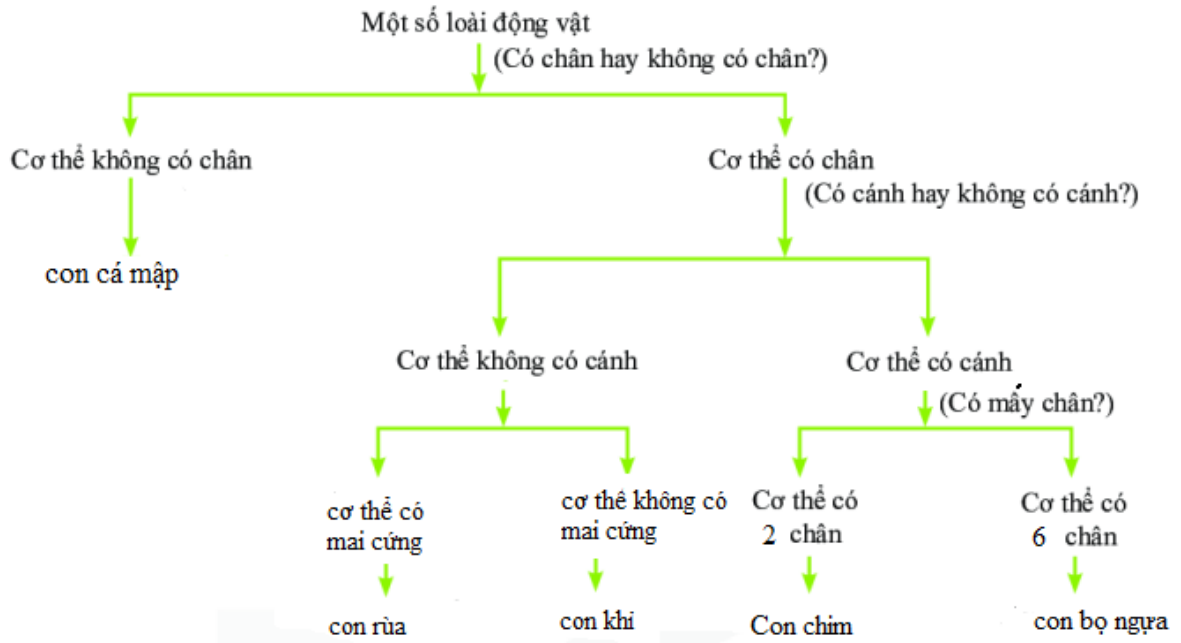 Một số loài động vật
(Có chân hay không có chân?)
Cơ thể không có chân
Cơ thể có chân
(Có cánh hay không có cánh?)
con cá mập
Cơ thể không có cánh
Cơ thể có cánh
(Có mấy chân?)
cơ thể có
mai cứng
cơ thê không có
mai cứng
Cơ thể có
2 chân
Cơ thể có
6 chân
con rùa
con khỉ
Con chim
con bọ ngựa